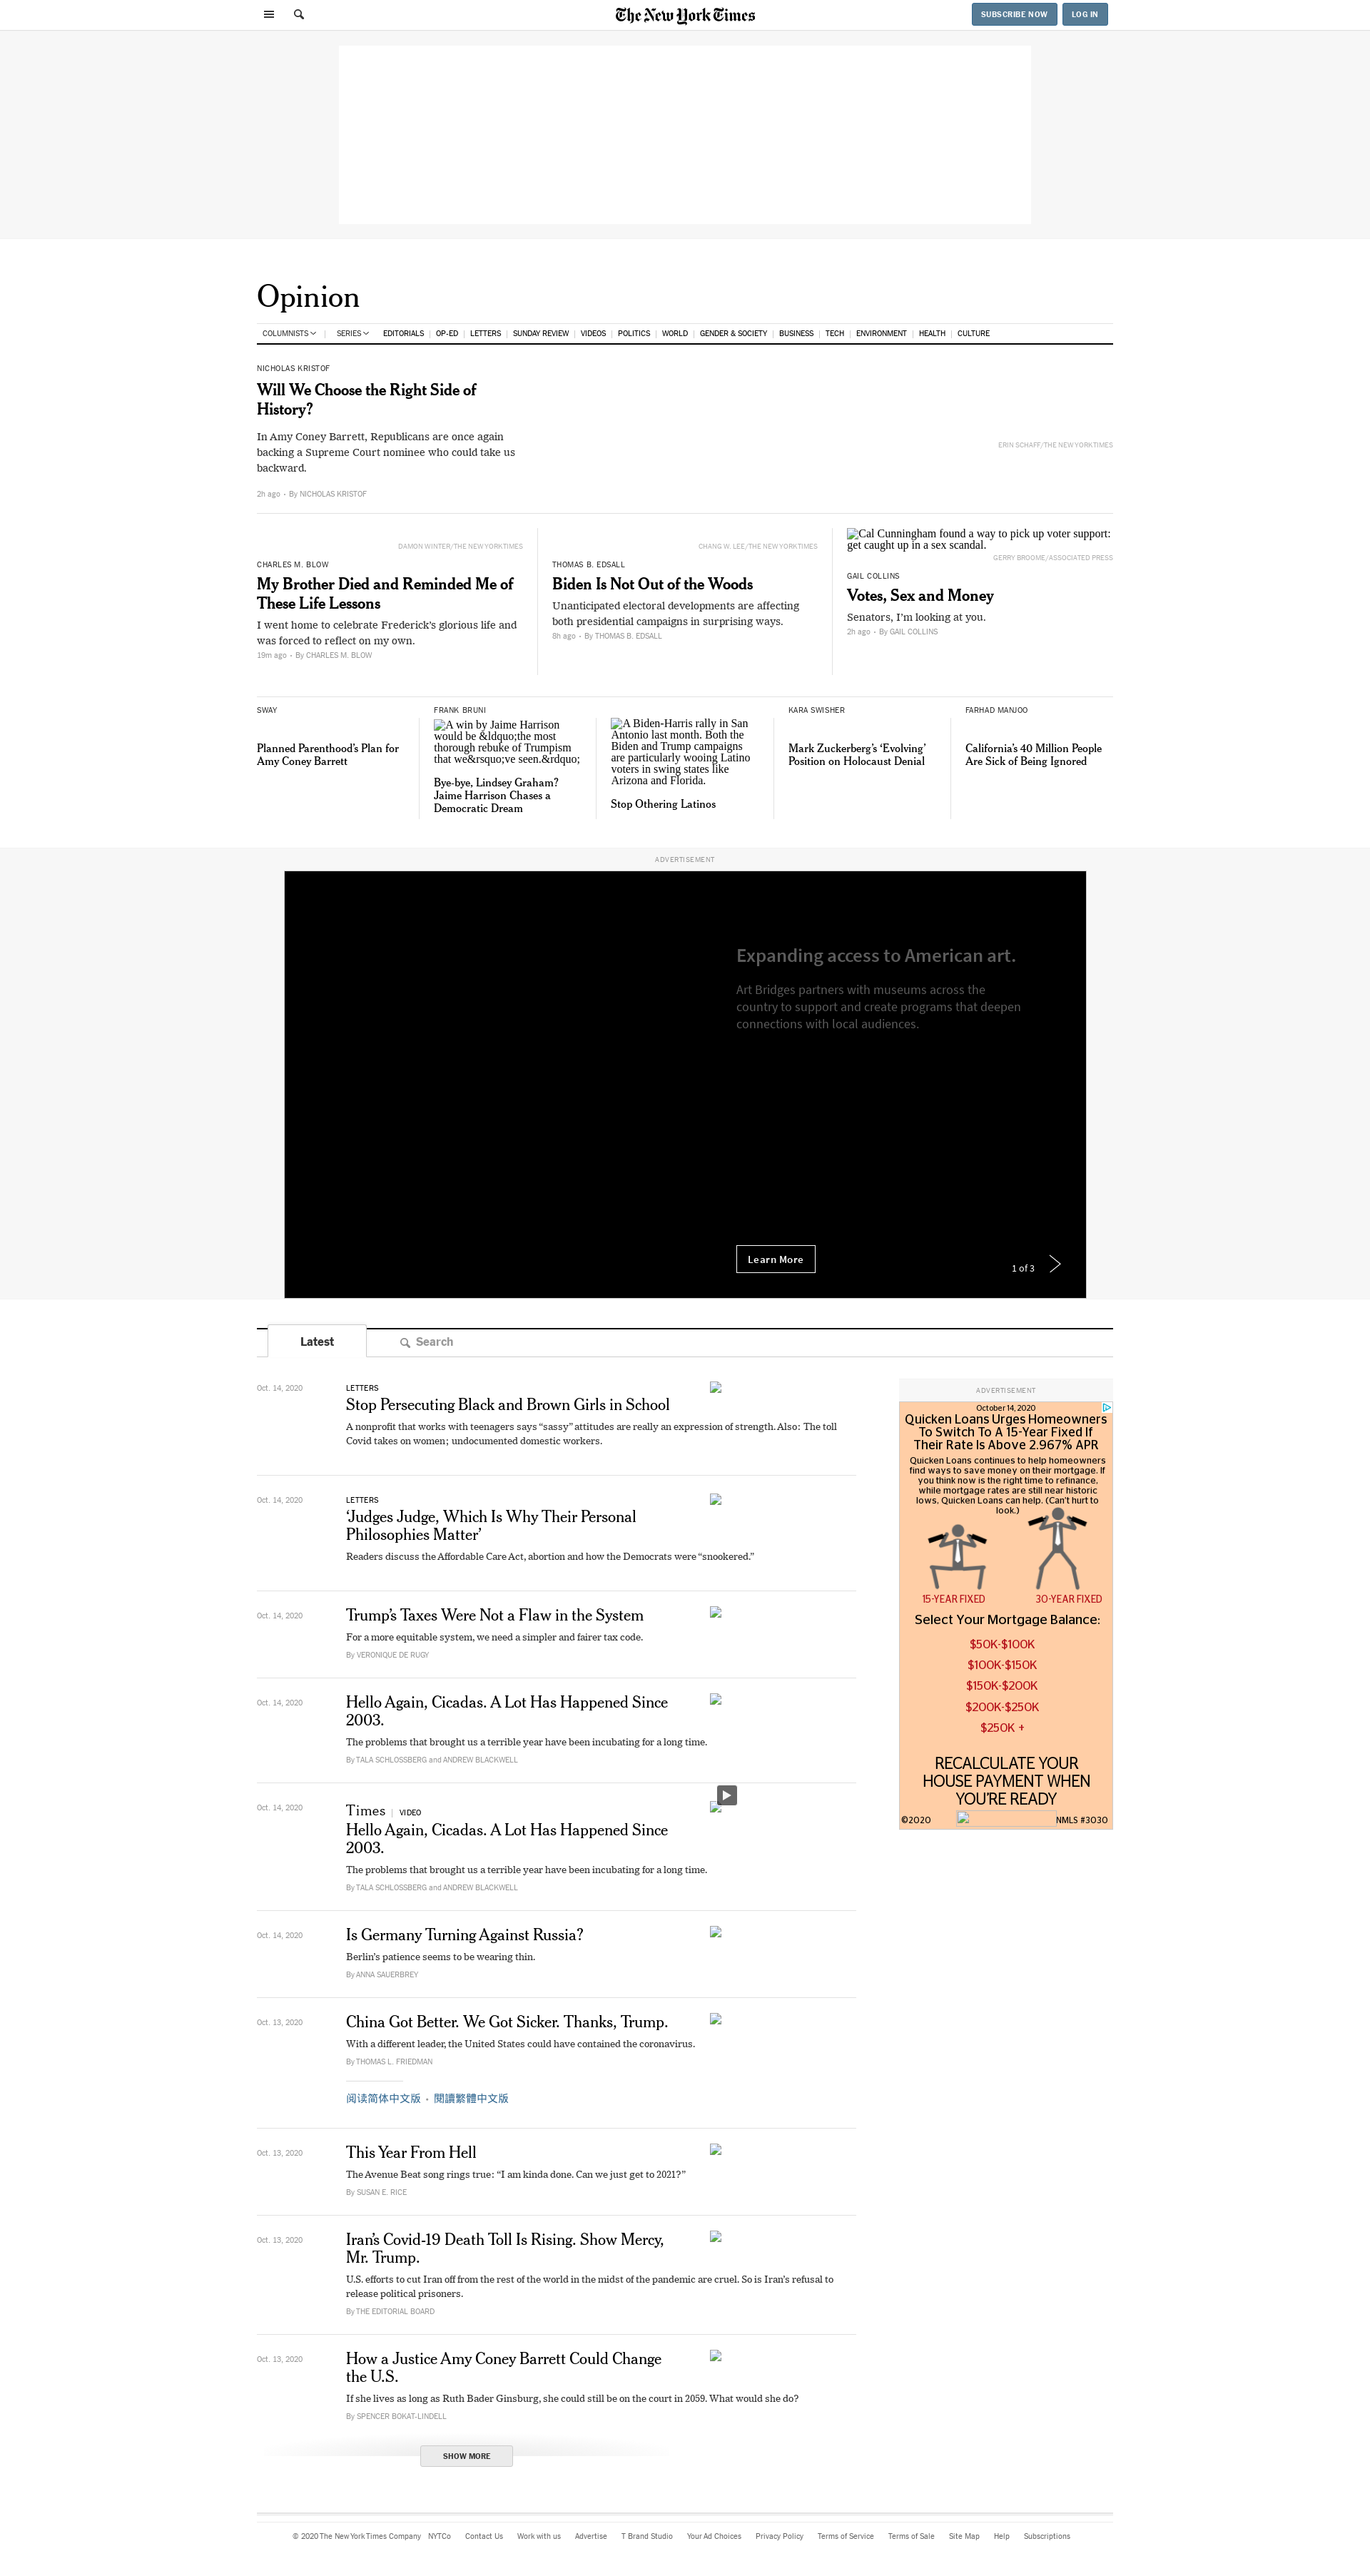 The New York Times
SUBSCRIBE NOW
LOG IN
Opinion
COLUMNISTS | SERIES EDITORIALS | OP-ED | LETTERS | SUNDAY REVIEW | VIDEOS | POLITICS | WORLD | GENDER & SOCIETY | BUSINESS | TECH | ENVIRONMENT | HEALTH | CULTURE
NICHOLAS KRISTOF
Will We Choose the Right Side of
History?
In Amy Coney Barrett, Republicans are once again
backing a Supreme Court nominee who could take us
backward.
2h ago • By NICHOLAS KRISTOF
ERIN SCHAFF/THE NEW YORK TIMES
DAMON WINTER/THE NEW YORK TIMES
CHARLES M. BLOW
My Brother Died and Reminded Me of
These Life Lessons
I went home to celebrate Frederick’s glorious life and
was forced to reflect on my own.
19m ago • By CHARLES M. BLOW
CHANG W. LEE/THE NEW YORK TIMES
THOMAS B. EDSALL
Biden Is Not Out of the Woods
Unanticipated electoral developments are affecting
both presidential campaigns in surprising ways.
8h ago • By THOMAS B. EDSALL
Cal Cunningham found a way to pick up voter support:
get caught up in a sex scandal.
GERRY BROOME/ASSOCIATED PRESS
GAIL COLLINS
Votes, Sex and Money
Senators, I’m looking at you.
2h ago • By GAIL COLLINS
SWAY
Planned Parenthood’s Plan for
Amy Coney Barrett
FRANK BRUNI
A win by Jaime Harrison
would be &ldquo;the most
thorough rebuke of Trumpism
that we&rsquo;ve seen.&rdquo;
Bye-bye, Lindsey Graham?
Jaime Harrison Chases a
Democratic Dream
A Biden-Harris rally in San
Antonio last month. Both the
Biden and Trump campaigns
are particularly wooing Latino
voters in swing states like
Arizona and Florida.
Stop Othering Latinos
KARA SWISHER
Mark Zuckerberg’s ‘Evolving’
Position on Holocaust Denial
FARHAD MANJOO
California’s 40 Million People
Are Sick of Being Ignored
ADVERTISEMENT
Expanding access to American art.
Art Bridges partners with museums across the
country to support and create programs that deepen
connections with local audiences.
Learn More
1 of 3
Latest
Search
Oct. 14, 2020
LETTERS
Stop Persecuting Black and Brown Girls in School
A nonprofit that works with teenagers says “sassy” attitudes really are an expression of strength. Also: The toll
Covid takes on women; undocumented domestic workers.
Oct. 14, 2020
LETTERS
‘Judges Judge, Which Is Why Their Personal
Philosophies Matter’
Readers discuss the Affordable Care Act, abortion and how the Democrats were “snookered.”
Oct. 14, 2020
Trump’s Taxes Were Not a Flaw in the System
For a more equitable system, we need a simpler and fairer tax code.
By VERONIQUE DE RUGY
Oct. 14, 2020
Hello Again, Cicadas. A Lot Has Happened Since
2003.
The problems that brought us a terrible year have been incubating for a long time.
By TALA SCHLOSSBERG and ANDREW BLACKWELL
Oct. 14, 2020
Times | VIDEO
Hello Again, Cicadas. A Lot Has Happened Since
2003.
The problems that brought us a terrible year have been incubating for a long time.
By TALA SCHLOSSBERG and ANDREW BLACKWELL
Oct. 14, 2020
Is Germany Turning Against Russia?
Berlin’s patience seems to be wearing thin.
By ANNA SAUERBREY
Oct. 13, 2020
China Got Better. We Got Sicker. Thanks, Trump.
With a different leader, the United States could have contained the coronavirus.
By THOMAS L. FRIEDMAN
阅读简体中文版 • 閱讀繁體中文版
Oct. 13, 2020
This Year From Hell
The Avenue Beat song rings true: “I am kinda done. Can we just get to 2021?”
By SUSAN E. RICE
Oct. 13, 2020
Iran’s Covid-19 Death Toll Is Rising. Show Mercy,
Mr. Trump.
U.S. efforts to cut Iran off from the rest of the world in the midst of the pandemic are cruel. So is Iran’s refusal to
release political prisoners.
By THE EDITORIAL BOARD
Oct. 13, 2020
How a Justice Amy Coney Barrett Could Change
the U.S.
If she lives as long as Ruth Bader Ginsburg, she could still be on the court in 2059. What would she do?
By SPENCER BOKAT-LINDELL
SHOW MORE
ADVERTISEMENT
October 14, 2020
Quicken Loans Urges Homeowners
To Switch To A 15-Year Fixed If
Their Rate Is Above 2.967% APR
Quicken Loans continues to help homeowners
find ways to save money on their mortgage. If
you think now is the right time to refinance,
while mortgage rates are still near historic
lows, Quicken Loans can help. (Can't hurt to
look.)
15-YEAR FIXED
30-YEAR FIXED
Select Your Mortgage Balance:
$50K-$100K
$100K-$150K
$150K-$200K
$200K-$250K
$250K +
RECALCULATE YOUR
HOUSE PAYMENT WHEN
YOU'RE READY
©2020
NMLS #3030
© 2020 The New York Times Company NYTCo Contact Us Work with us Advertise T Brand Studio Your Ad Choices Privacy Policy Terms of Service Terms of Sale Site Map Help Subscriptions